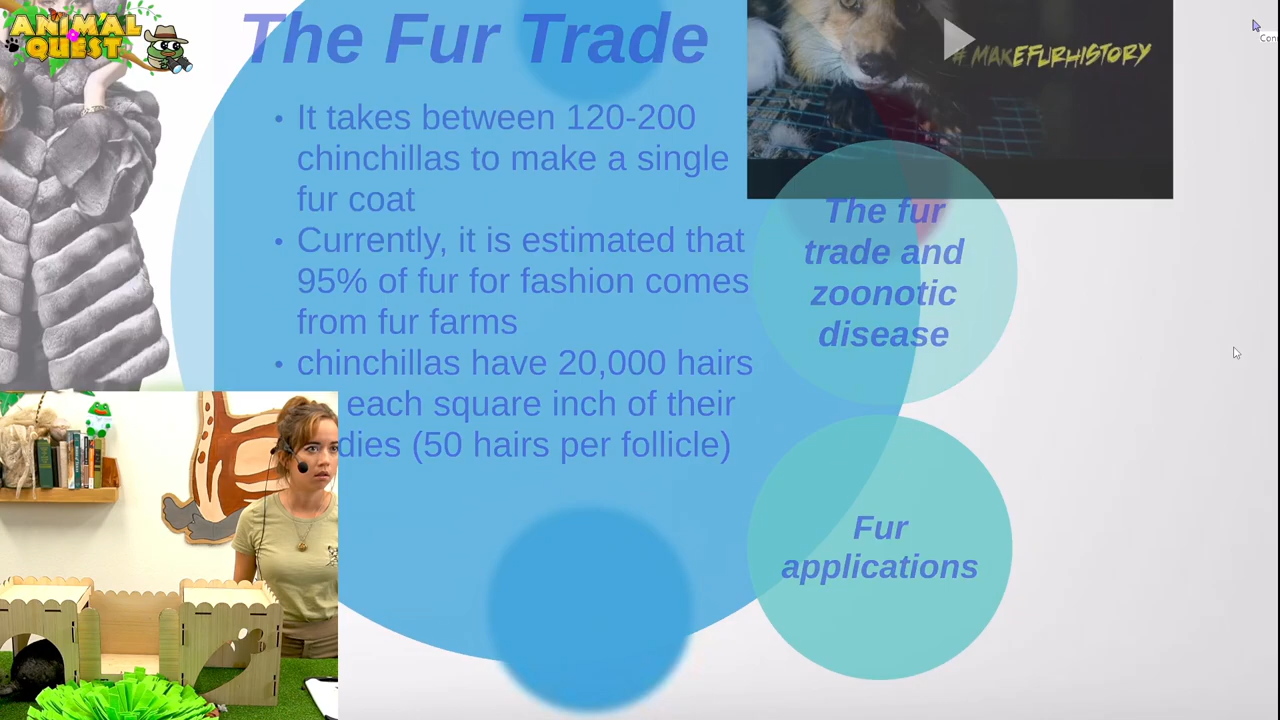 ANIMAL
QUEST
The Fur Trade
• It takes between 120-200
chinchillas to make a single
fur coat
• Currently, it is estimated that
95% of fur for fashion comes
from fur farms
• chinchillas have 20,000 hairs
each square inch of their
dies (50 hairs per follicle)
# MAKEFURHISTORY
The fur
trade and
zoonotic
disease
Fur
applications
Con